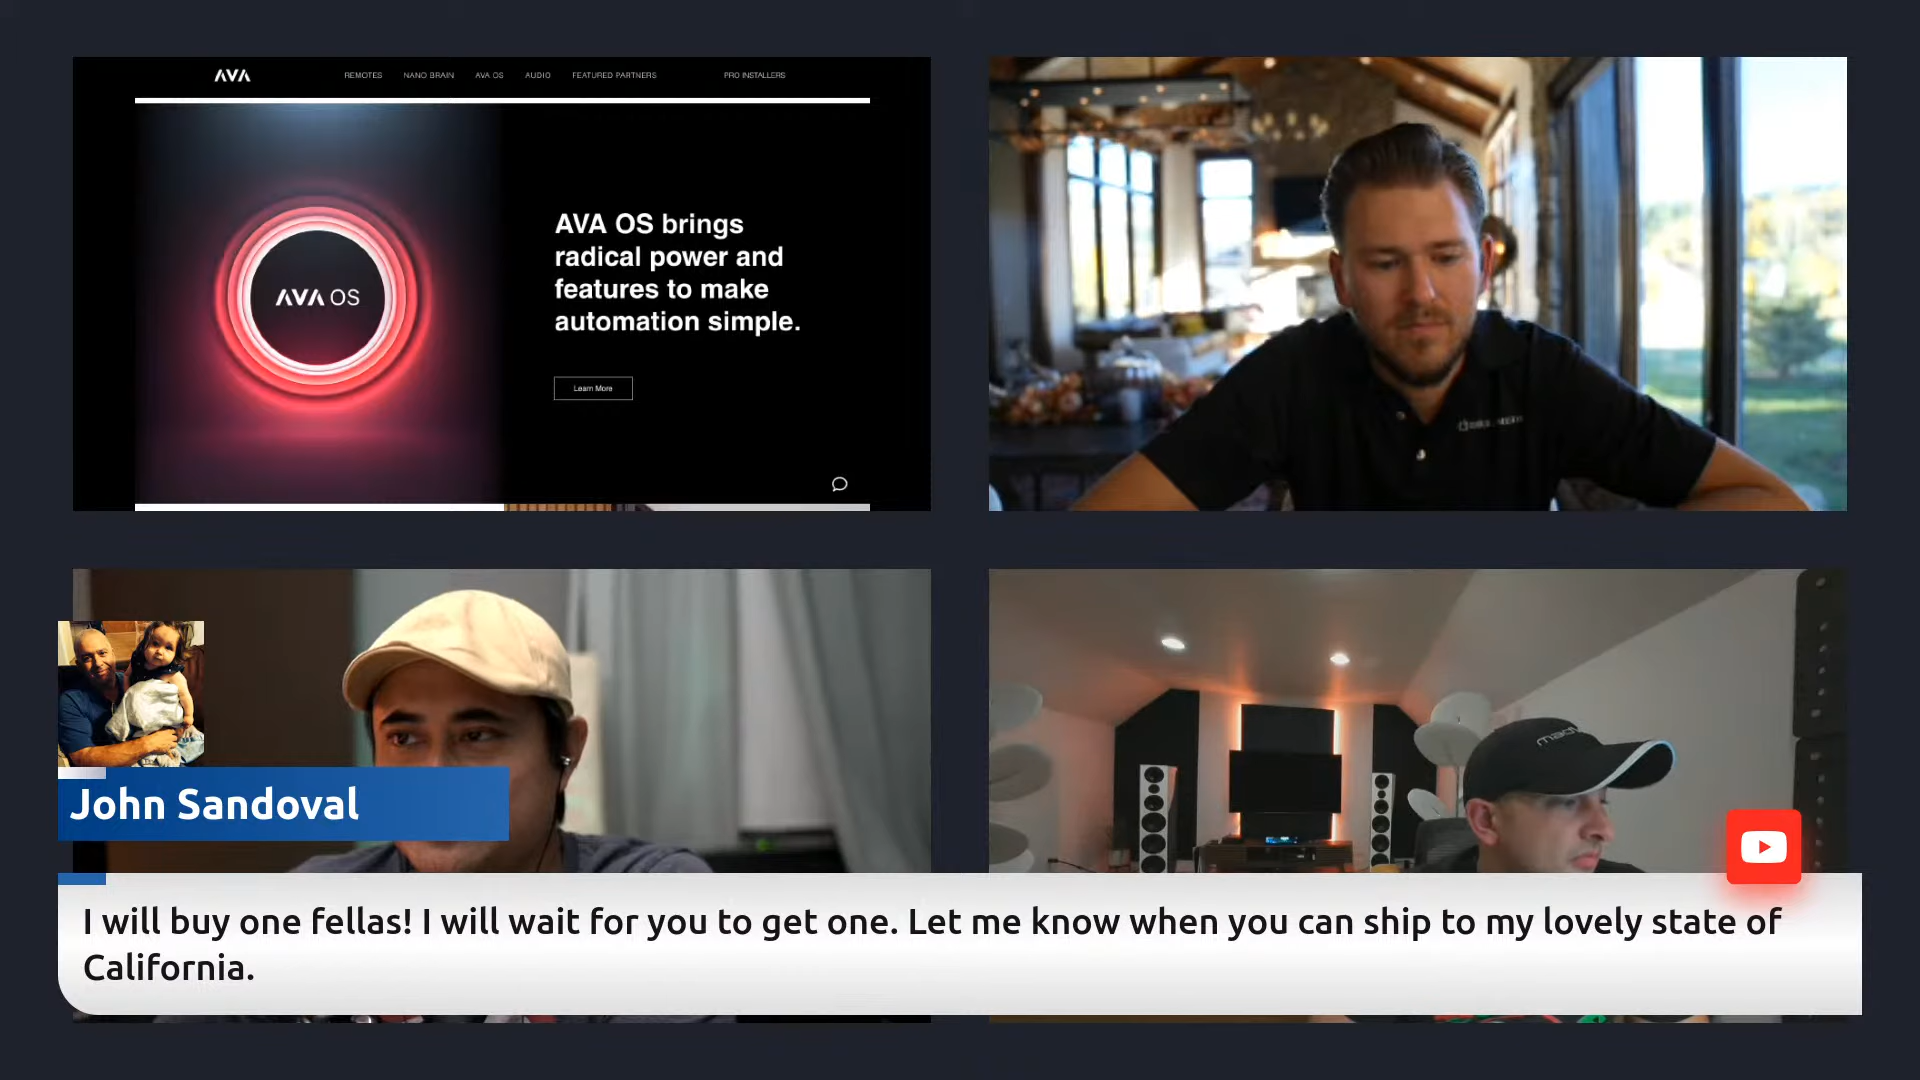 AVA
REMOTES NANO BRAIN AVA OS AUDIO FEATURED PARTNERS PRO INSTALLERS
AVA OS
AVA OS brings
radical power and
features to make
automation simple.
Learn More
John Sandoval
I will buy one fellas! I will wait for you to get one. Let me know when you can ship to my lovely state of
California.